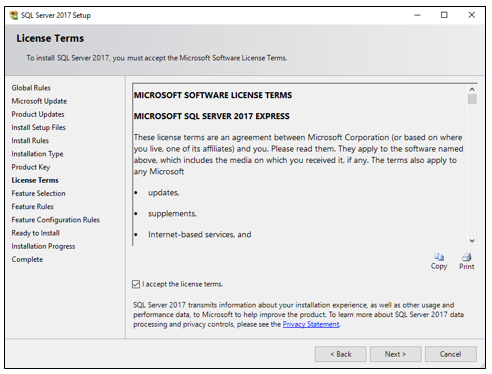 SQL Server 2017 Setup
License Terms
To install SQL Server 2017, you must accept the Microsoft Software License Terms.
Global Rules
Microsoft Update
Product Updates
Install Setup Files
Install Rules
Installation Type
Product Key
License Terms
Feature Selection
Feature Rules
Feature Configuration Rules
Ready to Install
Installation Progress
Complete
MICROSOFT SOFTWARE LICENSE TERMS
MICROSOFT SQL SERVER 2017 EXPRESS
These license terms are an agreement between Microsoft Corporation (or based on where
you live, one of its affiliates) and you. Please read them. They apply to the software named
above, which includes the media on which you received it, if any. The terms also apply to
any Microsoft
• updates,
• supplements,
• Internet-based services, and
Copy
Print
I accept the license terms.
SQL Server 2017 transmits information about your installation experience, as well as other usage and
performance data, to Microsoft to help improve the product. To learn more about SQL Server 2017 data
processing and privacy controls, please see the Privacy Statement.
< Back
Next >
Cancel